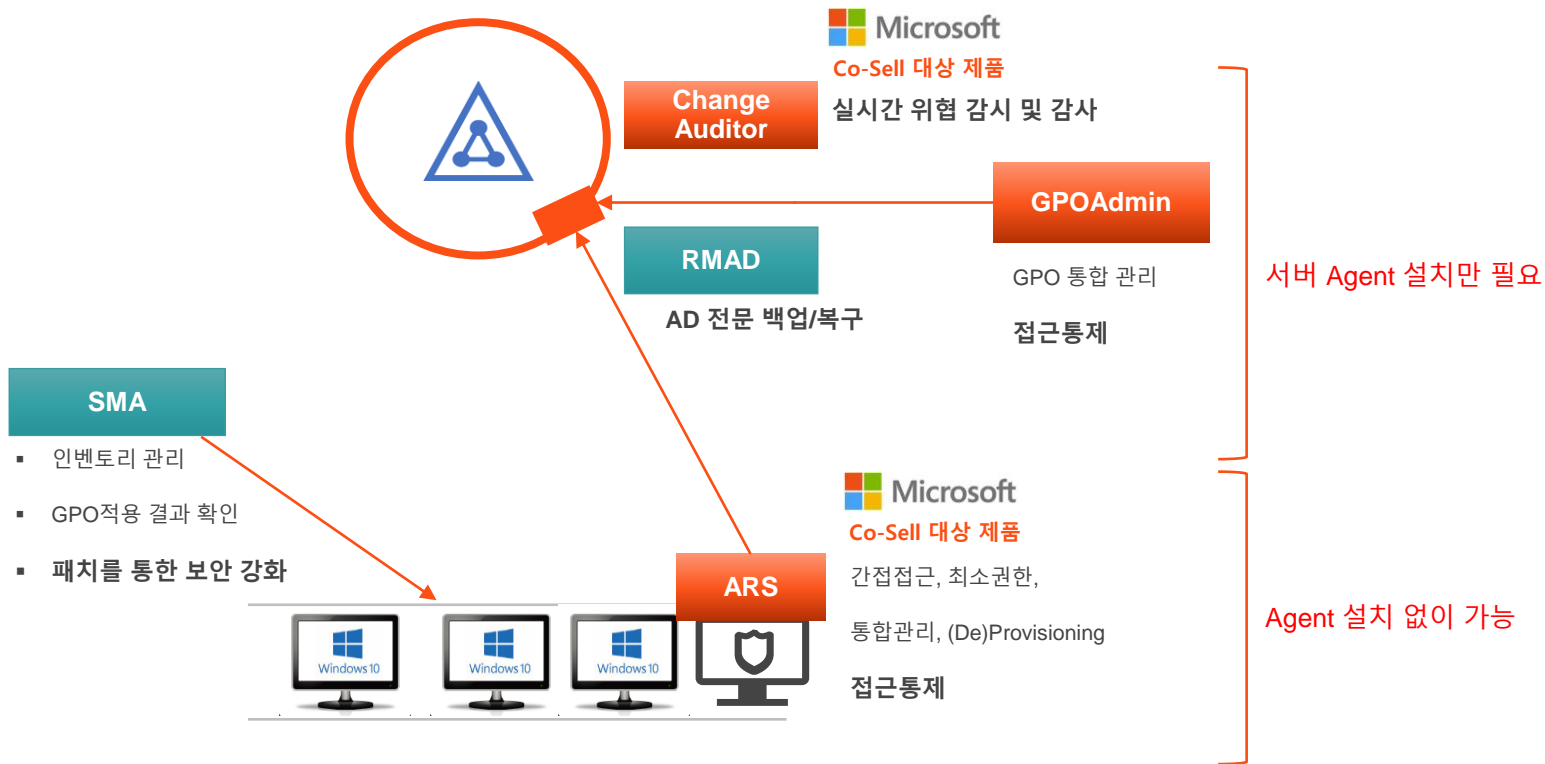 Microsoft
Co-Sell 대상 제품
Change
Auditor
실시간 위협 감시 및 감사
GPOAdmin
RMAD
AD 전문 백업/복구
GPO 통합 관리
접근통제
서버 Agent 설치만 필요
SMA
▪ 인벤토리 관리
▪ GPO적용 결과 확인
▪ 패치를 통한 보안 강화
Microsoft
Co-Sell 대상 제품
ARS
간접접근, 최소권한,
통합관리, (De)Provisioning
접근통제
Agent 설치 없이 가능
Windows 10
Windows 10
Windows 10